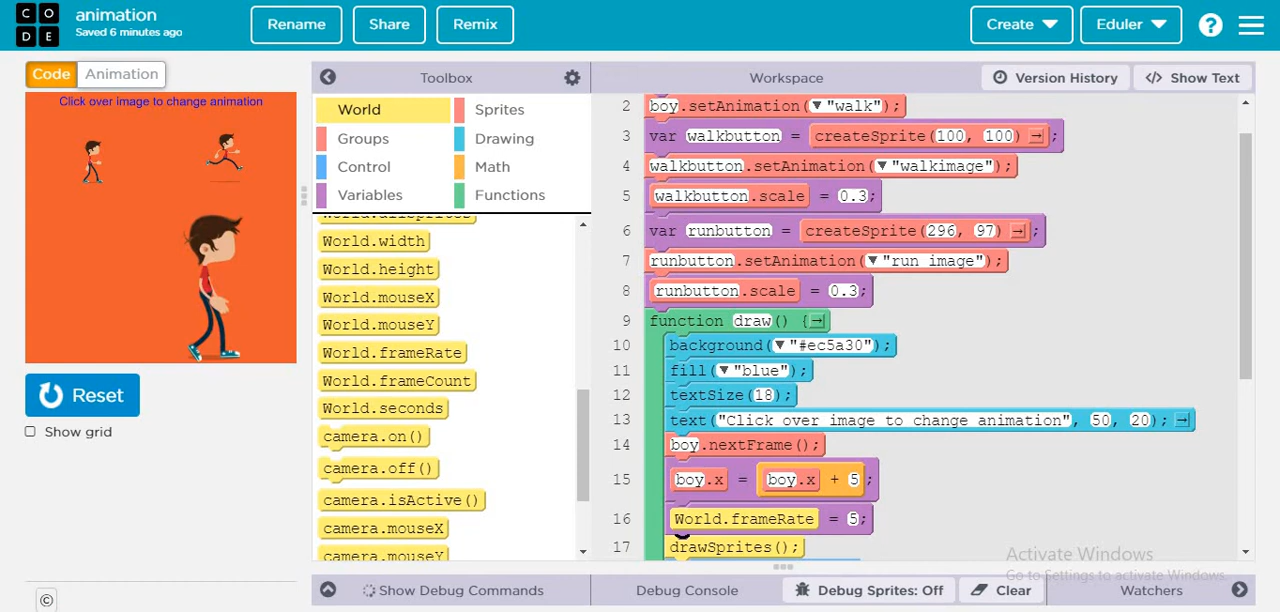 CODE
animation
Saved 6 minutes ago
Rename
Share
Remix
Create
Eduler
?
Code
Animation
Click over image to change animation
Reset
Show grid
©
Toolbox
World
Sprites
Groups
Drawing
Control
Math
Variables
Functions
World.allSprites
World.width
World.height
World.mouseX
World.mouseY
World.frameRate
World.frameCount
World.seconds
camera.on()
camera.off()
camera.isActive()
camera.mouseX
camera.mouseY
Workspace
Version History
</> Show Text
2 boy.setAnimation(▼"walk");
3 var walkbutton = createSprite(100, 100)→;
4 walkbutton.setAnimation(▼"walkimage");
5 walkbutton.scale = 0.3;
6 var runbutton = createSprite(296, 97)→;
7 runbutton.setAnimation(▼"run image");
8 runbutton.scale = 0.3;
9 function draw() {→
10 background(▼"#ec5a30");
11 fill(▼"blue");
12 textSize(18);
13 text("Click over image to change animation", 50, 20);→
14 boy.nextFrame();
15 boy.x = boy.x + 5;
16 World.frameRate = 5;
17 drawSprites();
Activate Windows
Go to Settings to activate Windows.
Show Debug Commands
Debug Console
Debug Sprites: Off
Clear
Watchers